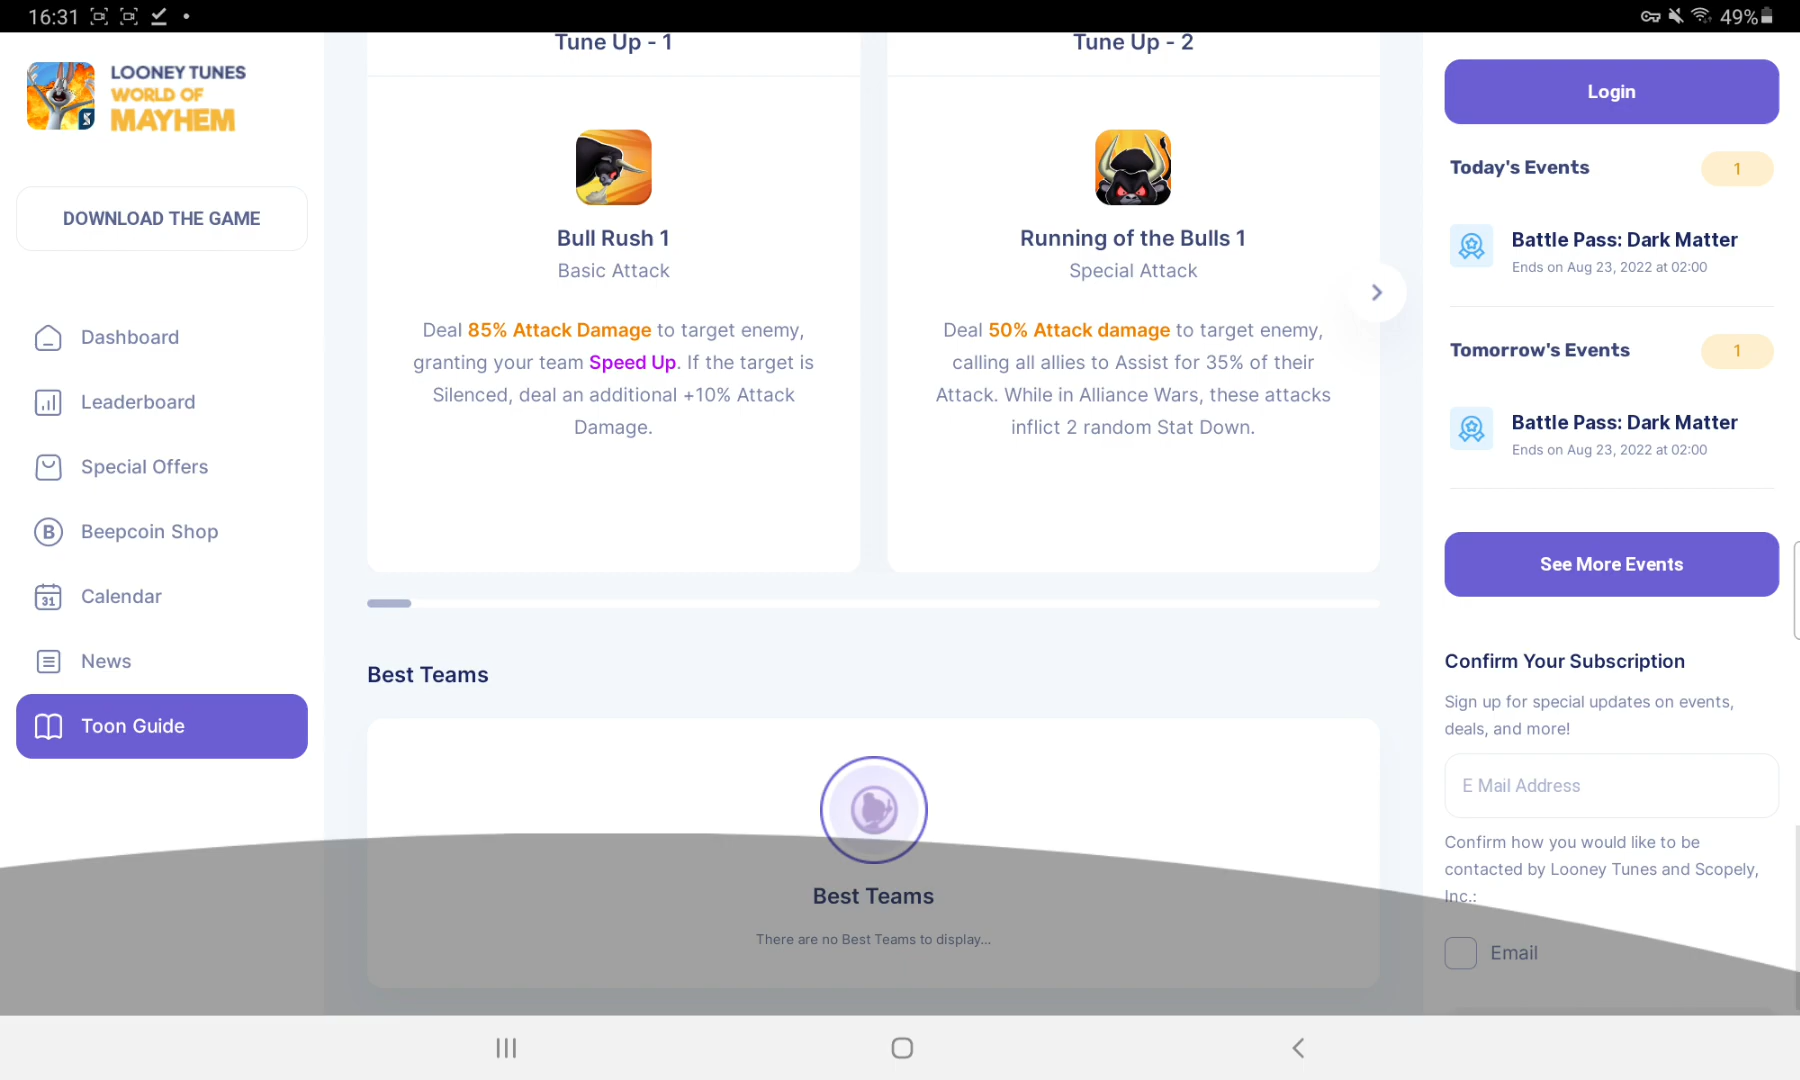 16:31
49%
LOONEY TUNES
WORLD OF
MAYHEM
DOWNLOAD THE GAME
Dashboard
Leaderboard
Special Offers
B
Beepcoin Shop
31
Calendar
News
Toon Guide
Tune Up - 1
Bull Rush 1
Basic Attack
Deal 85% Attack Damage to target enemy,
granting your team Speed Up. If the target is
Silenced, deal an additional +10% Attack
Damage.
Tune Up - 2
Running of the Bulls 1
Special Attack
Deal 50% Attack damage to target enemy,
calling all allies to Assist for 35% of their
Attack. While in Alliance Wars, these attacks
inflict 2 random Stat Down.
Best Teams
Best Teams
There are no Best Teams to display...
Login
Today's Events
1
Battle Pass: Dark Matter
Ends on Aug 23, 2022 at 02:00
Tomorrow's Events
1
Battle Pass: Dark Matter
Ends on Aug 23, 2022 at 02:00
See More Events
Confirm Your Subscription
Sign up for special updates on events,
deals, and more!
E Mail Address
Confirm how you would like to be
contacted by Looney Tunes and Scopely,
Inc.:
Email